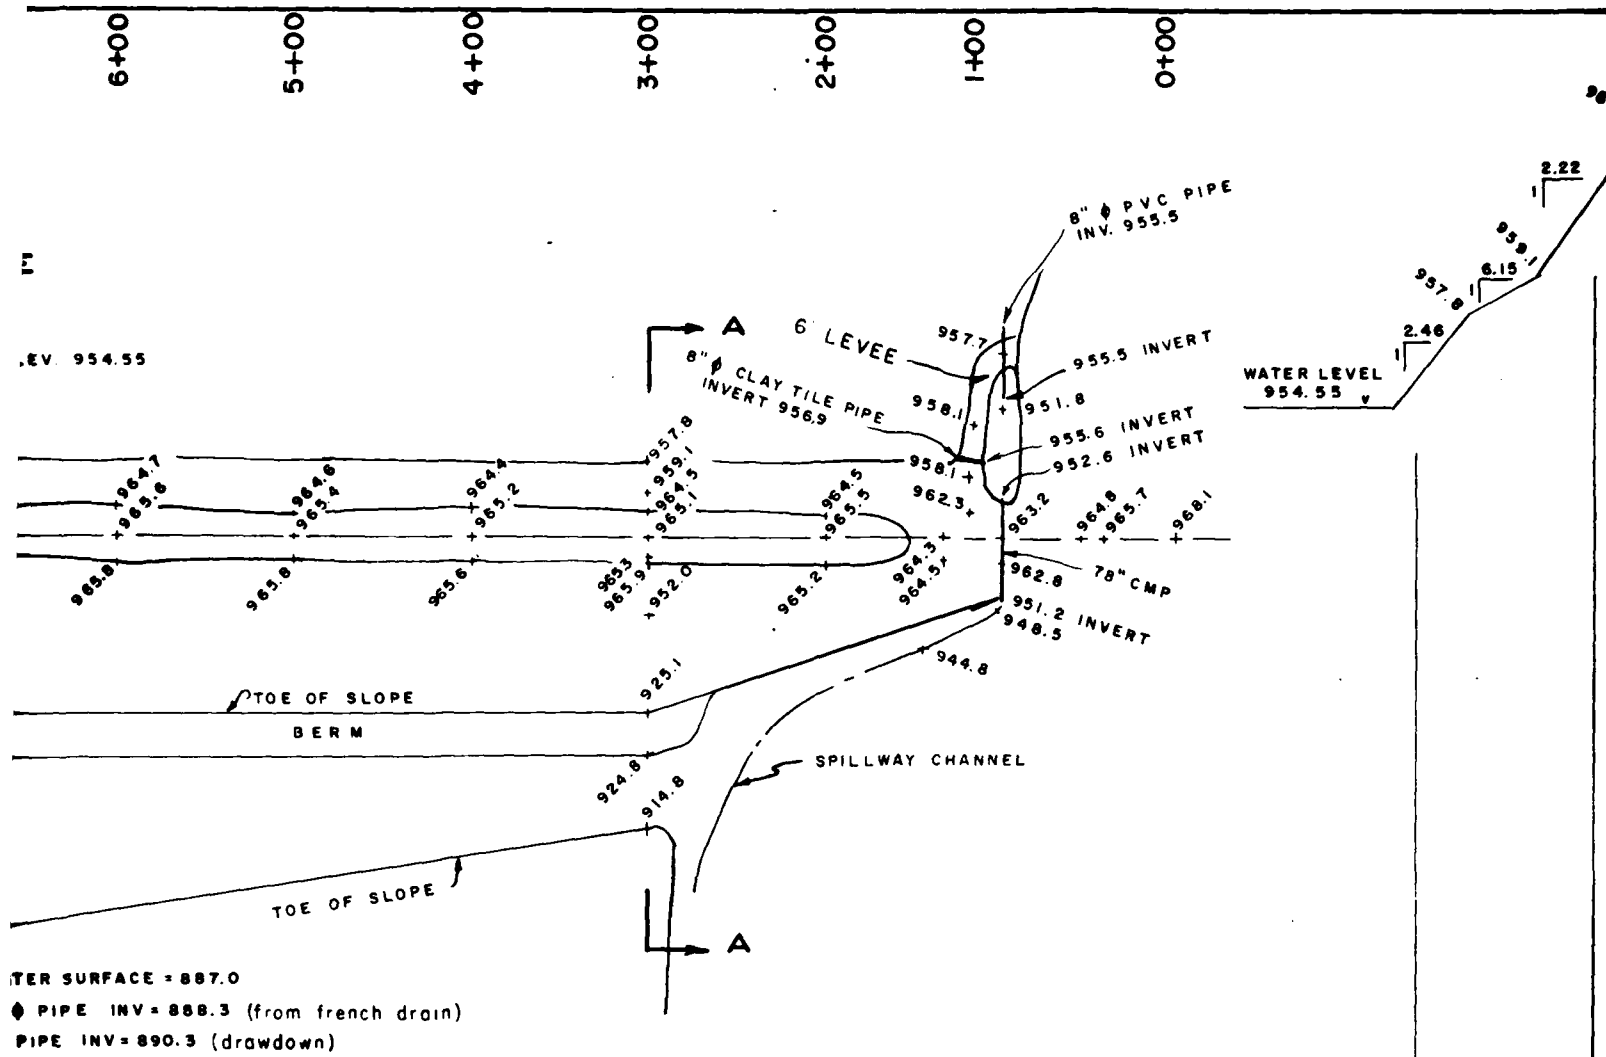 6+00
5+00
4+00
3+00
2+00
1+00
0+00
2.22
1
959.1
6.15
1
957.8
2.46
1
WATER LEVEL
954.55
8" ϕ PVC PIPE
INV. 955.5
A
6' LEVEE
957.7
955.5 INVERT
.EV. 954.55
8" ϕ CLAY TILE PIPE
INVERT 956.9
958.1
951.8
955.6 INVERT
952.6 INVERT
958.1
962.3
964.7
965.6
964.6
965.4
964.4
965.2
957.8
959.1
964.5
965.1
964.5
965.5
963.2
964.8
965.7
968.1
965.8
965.8
965.6
965.3
965.9
952.0
965.2
964.3
964.5
962.8
78" CMP
951.2 INVERT
948.5
944.8
925.1
TOE OF SLOPE
BERM
924.8
914.8
SPILLWAY CHANNEL
TOE OF SLOPE
A
TER SURFACE = 887.0
ϕ PIPE INV = 888.3 (from french drain)
PIPE INV = 890.3 (drawdown)